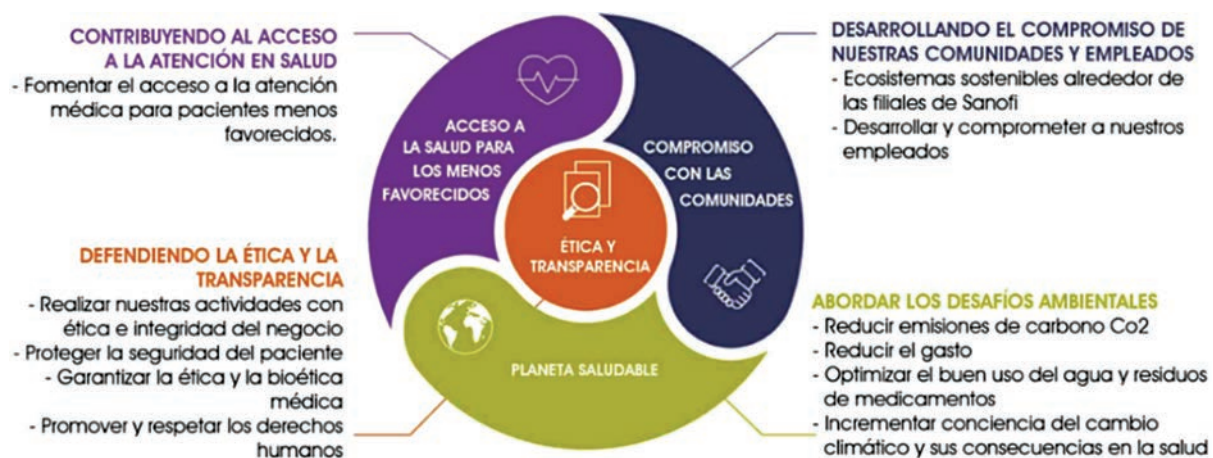 CONTRIBUYENDO AL ACCESO
A LA ATENCIÓN EN SALUD
- Fomentar el acceso a la atención
médica para pacientes menos
favorecidos.
DEFENDIENDO LA ÉTICA Y LA
TRANSPARENCIA
- Realizar nuestras actividades con
ética e integridad del negocio
- Proteger la seguridad del paciente
- Garantizar la ética y la bioética
médica
- Promover y respetar los derechos
humanos
ACCESO A
LA SALUD PARA
LOS MENOS
FAVORECIDOS
COMPROMISO
CON LAS
COMUNIDADES
ÉTICA Y
TRANSPARENCIA
PLANETA SALUDABLE
DESARROLLANDO EL COMPROMISO DE
NUESTRAS COMUNIDADES Y EMPLEADOS
- Ecosistemas sostenibles alrededor de
las filiales de Sanofi
- Desarrollar y comprometer a nuestros
empleados
ABORDAR LOS DESAFÍOS AMBIENTALES
- Reducir emisiones de carbono Co2
- Reducir el gasto
- Optimizar el buen uso del agua y residuos
de medicamentos
- Incrementar conciencia del cambio
climático y sus consecuencias en la salud